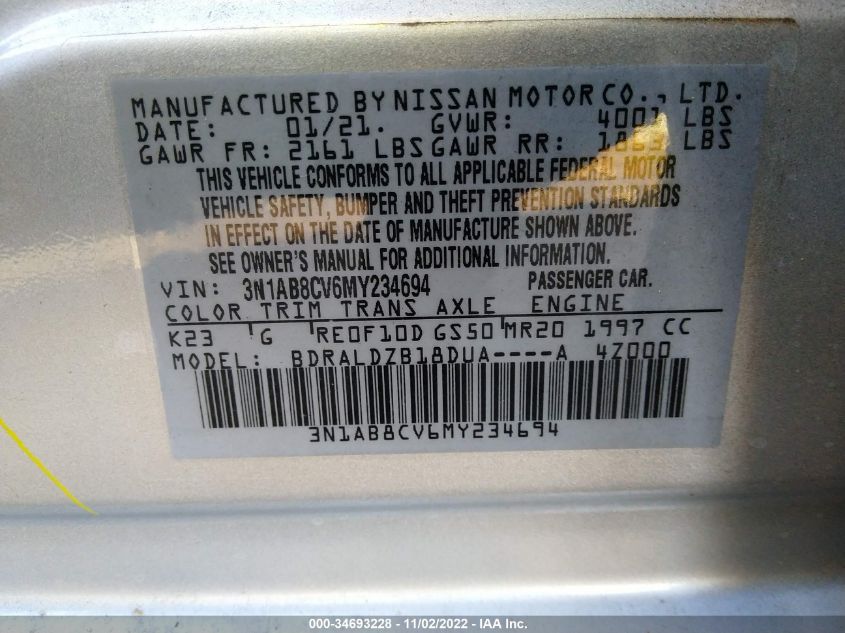 MANUFACTURED BY NISSAN MOTOR CO., LTD.
DATE: 01/21. GVWR: 4001 LBS
GAWR FR: 2161 LBS GAWR RR: 1863 LBS
THIS VEHICLE CONFORMS TO ALL APPLICABLE FEDERAL MOTOR
VEHICLE SAFETY, BUMPER AND THEFT PREVENTION STANDARDS
IN EFFECT ON THE DATE OF MANUFACTURE SHOWN ABOVE.
SEE OWNER'S MANUAL FOR ADDITIONAL INFORMATION.
VIN: 3N1AB8CV6MY234694 PASSENGER CAR.
COLOR TRIM TRANS AXLE ENGINE
K23 G RE0F10D GS50 MR20 1997 CC
MODEL: BDRALDZB18DUA----A 4Z000
3N1AB8CV6MY234694
000-34693228 - 11/02/2022 - IAA Inc.